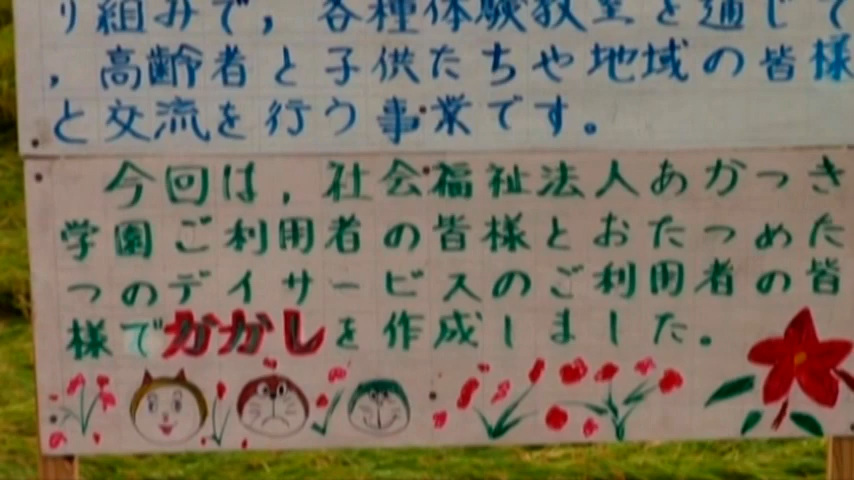 り組みで，各種体験教室を通じて
，高齢者と子供たちや地域の皆様
と交流を行う事業です。
今回は，社会福祉法人あかつき
学園ご利用者の皆様とおたっめた
つのデイサービスのご利用者の皆
様でかかしを作成しました。